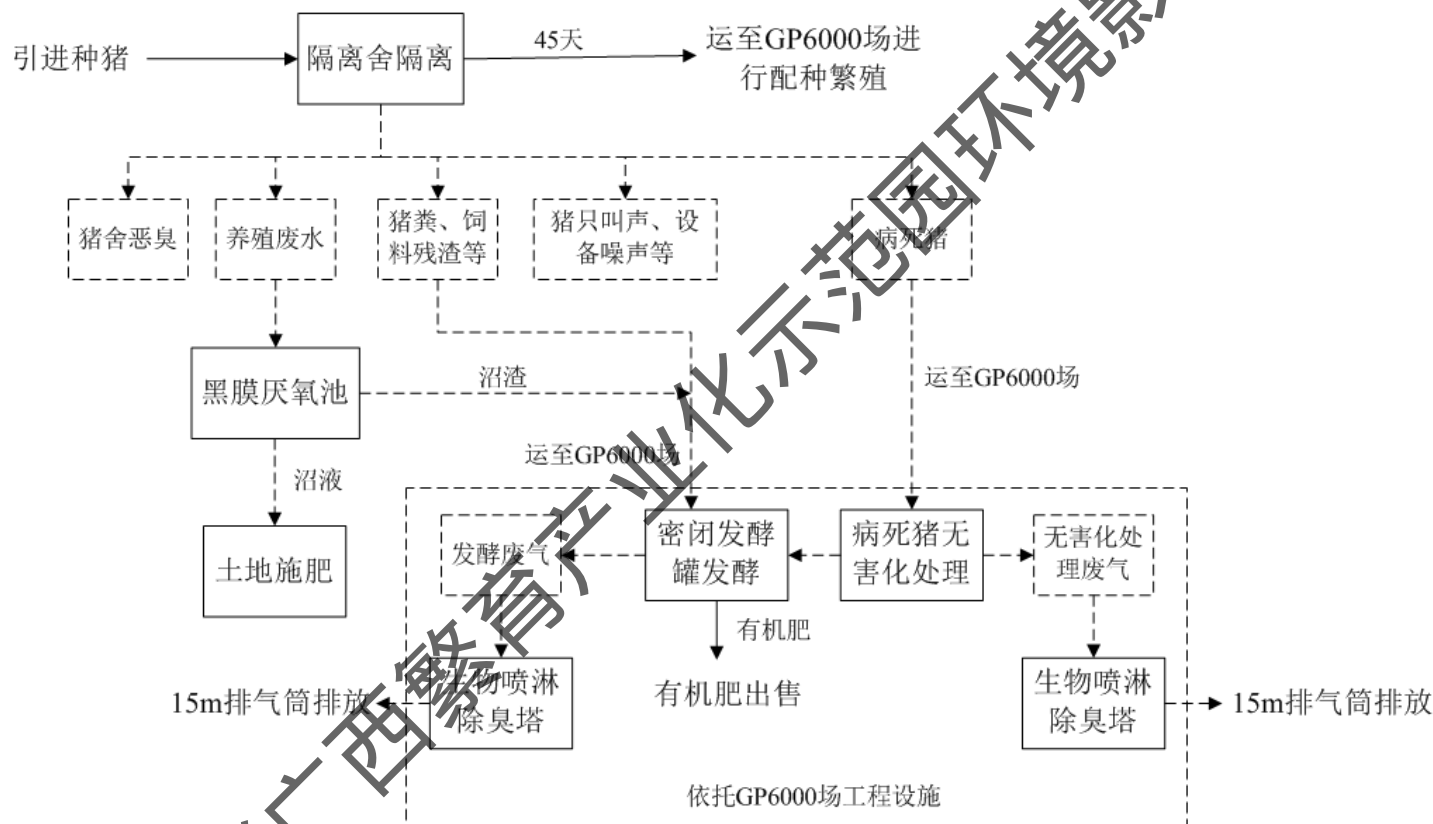 引进种猪
隔离舍隔离
45天
运至GP6000场进
行配种繁殖
猪舍恶臭
养殖废水
猪粪、饲
料残渣等
猪只叫声、设
备噪声等
病死猪
黑膜厌氧池
沼渣
运至GP6000场
运至GP6000场
沼液
土地施肥
发酵废气
密闭发酵
罐发酵
病死猪无
害化处理
无害化处
理废气
有机肥
15m排气筒排放
生物喷淋
除臭塔
有机肥出售
生物喷淋
除臭塔
15m排气筒排放
依托GP6000场工程设施
广西繁育产业化示范园环境影